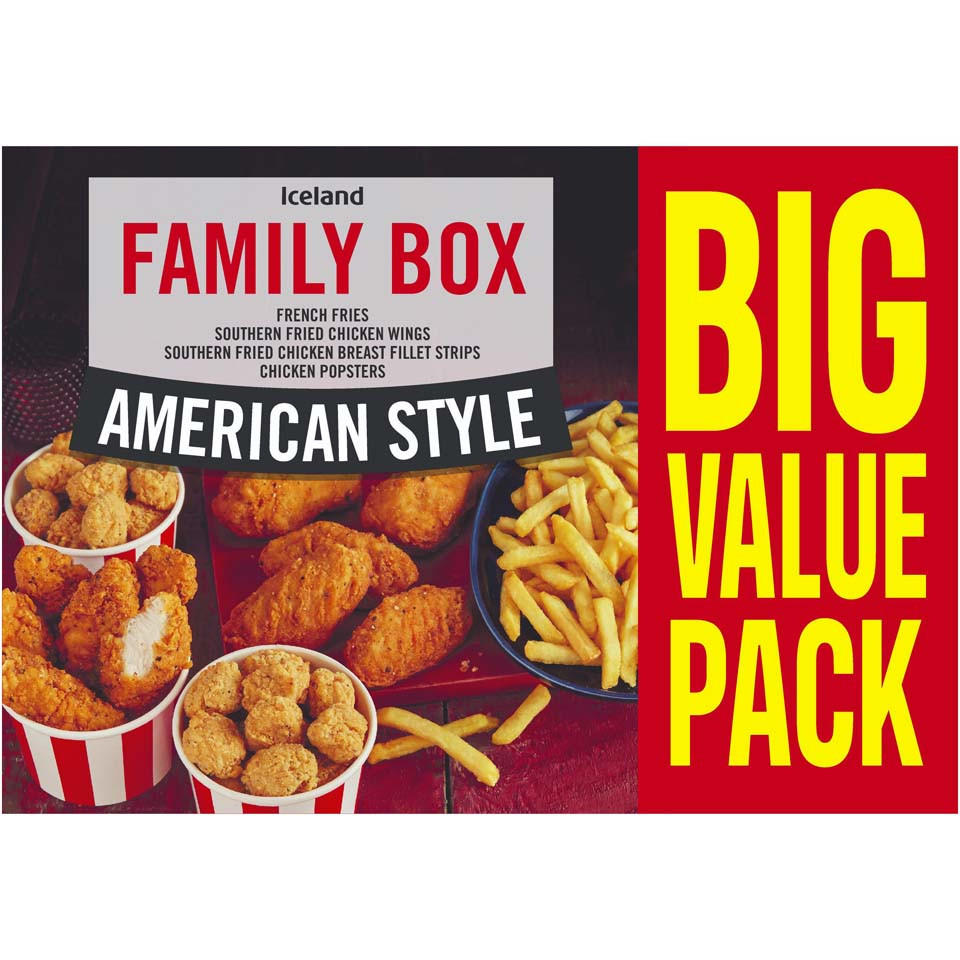 Iceland
FAMILY BOX
FRENCH FRIES
SOUTHERN FRIED CHICKEN WINGS
SOUTHERN FRIED CHICKEN BREAST FILLET STRIPS
CHICKEN POPSTERS
AMERICAN STYLE
BIG
VALUE
PACK